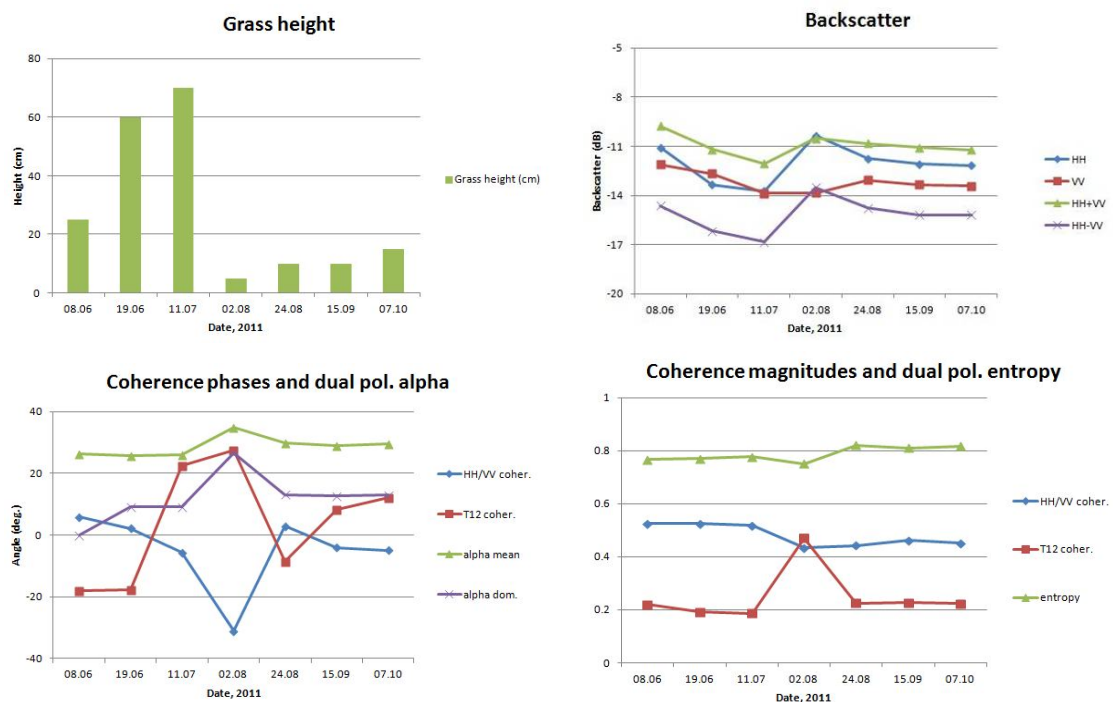 Grass height
80
60
40
20
0
Height (cm)
08.06 19.06 11.07 02.08 24.08 15.09 07.10
Date, 2011
Grass height (cm)
Backscatter
-5
-8
-11
-14
-17
-20
Backscatter (dB)
08.06 19.06 11.07 02.08 24.08 15.09 07.10
Date, 2011
HH
VV
HH+VV
HH-VV
Coherence phases and dual pol. alpha
40
20
0
-20
-40
Angle (deg.)
08.06 19.06 11.07 02.08 24.08 15.09 07.10
Date, 2011
HH/VV coher.
T12 coher.
alpha mean
alpha dom.
Coherence magnitudes and dual pol. entropy
1
0.8
0.6
0.4
0.2
0
08.06 19.06 11.07 02.08 24.08 15.09 07.10
Date, 2011
HH/VV coher.
T12 coher.
entropy